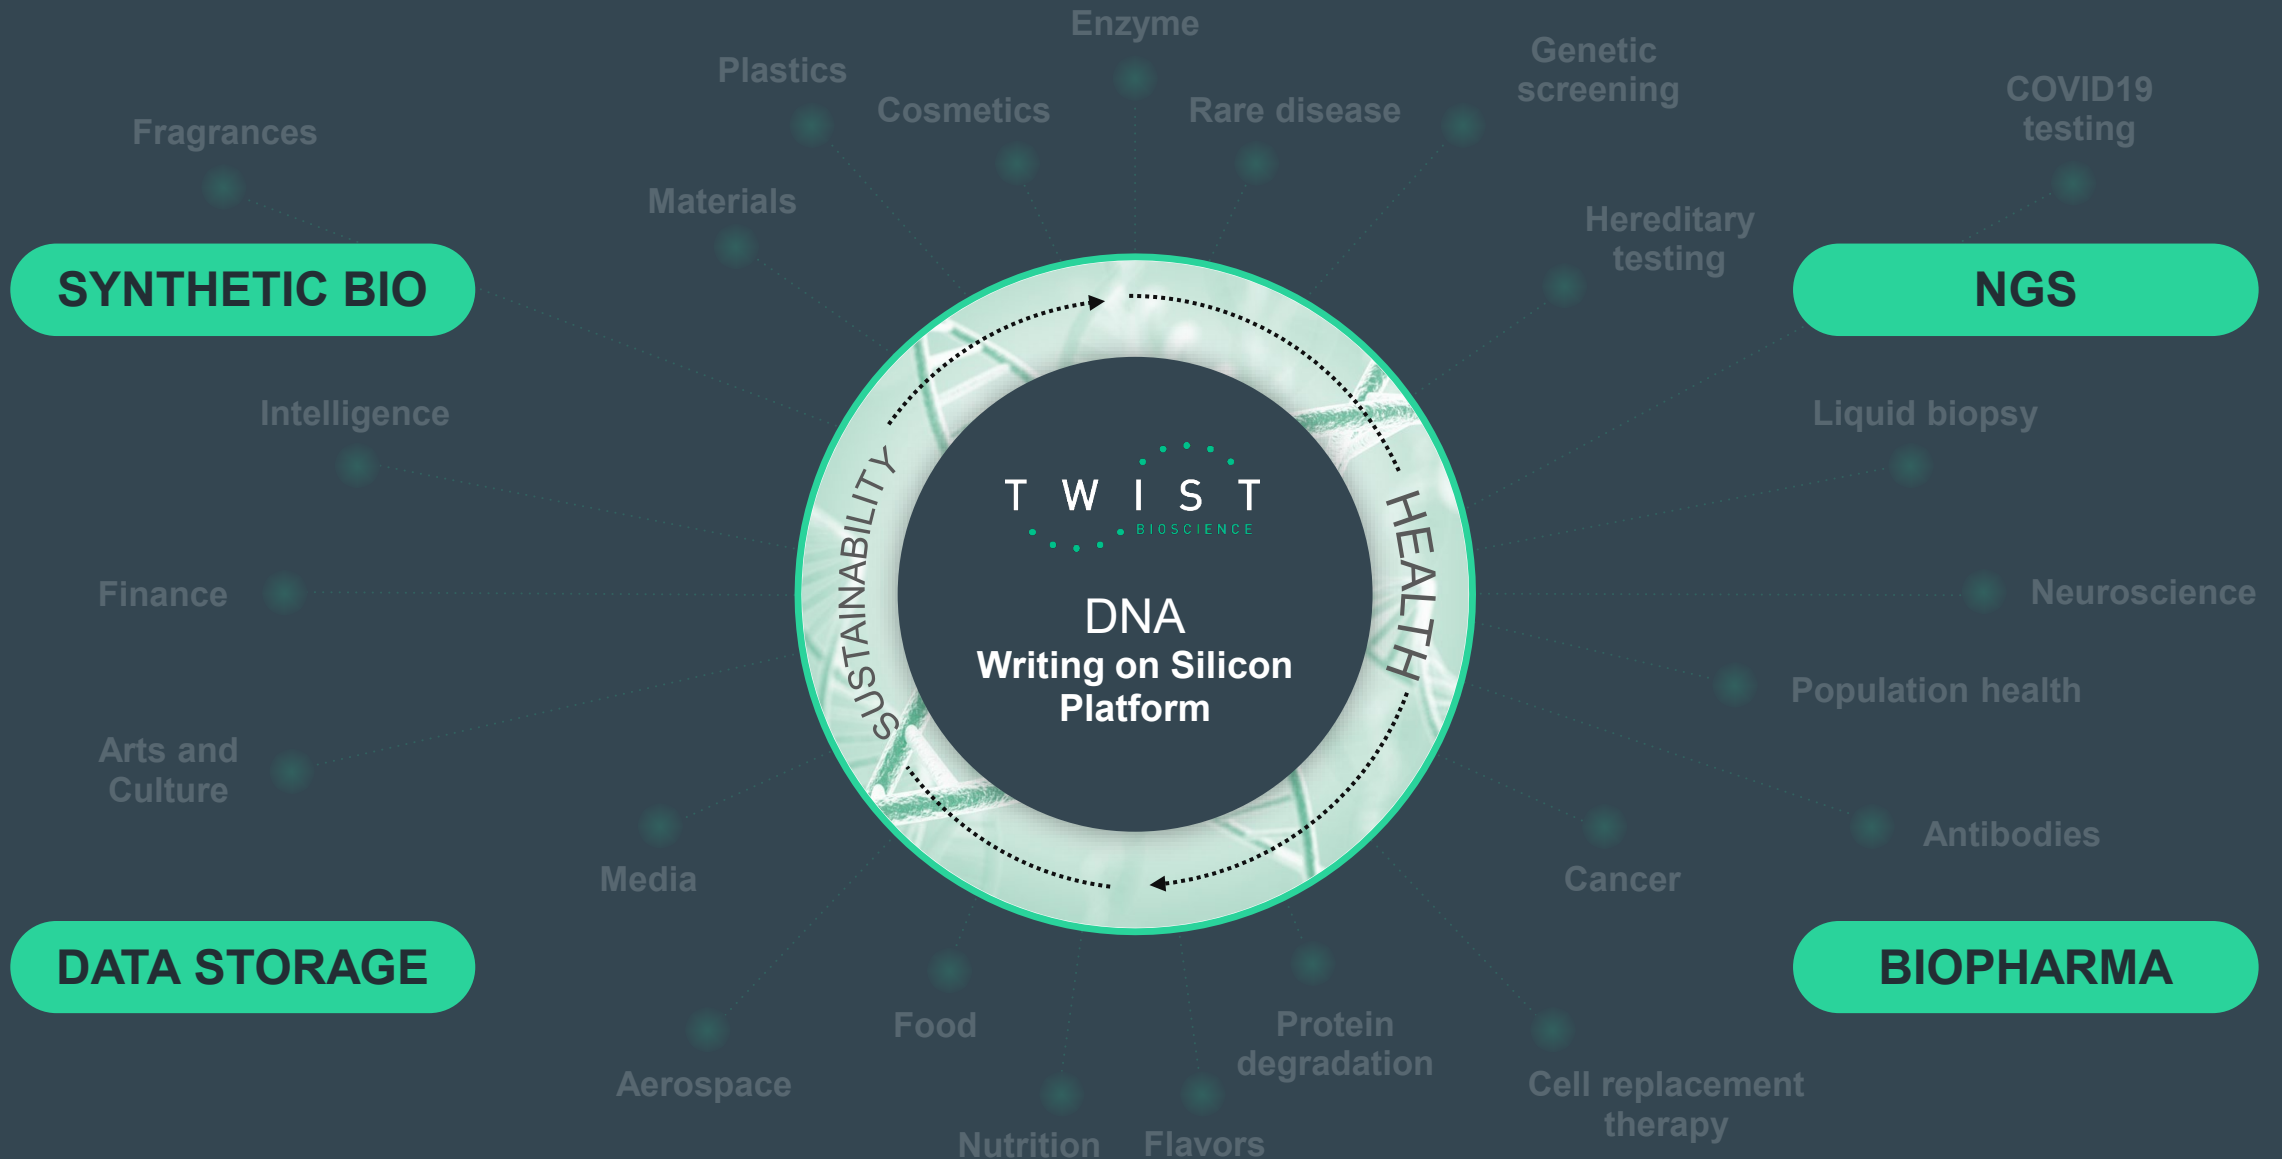 Enzyme
Plastics
Genetic
screening
Cosmetics
Rare disease
COVID19
testing
Fragrances
Materials
Hereditary
testing
SYNTHETIC BIO
NGS
Intelligence
Liquid biopsy
SUSTAINABILITY
HEALTH
TWIST
BIOSCIENCE
Finance
Neuroscience
DNA
Writing on Silicon
Platform
Population health
Arts and
Culture
Antibodies
Media
Cancer
DATA STORAGE
BIOPHARMA
Food
Protein
degradation
Aerospace
Cell replacement
therapy
Nutrition
Flavors